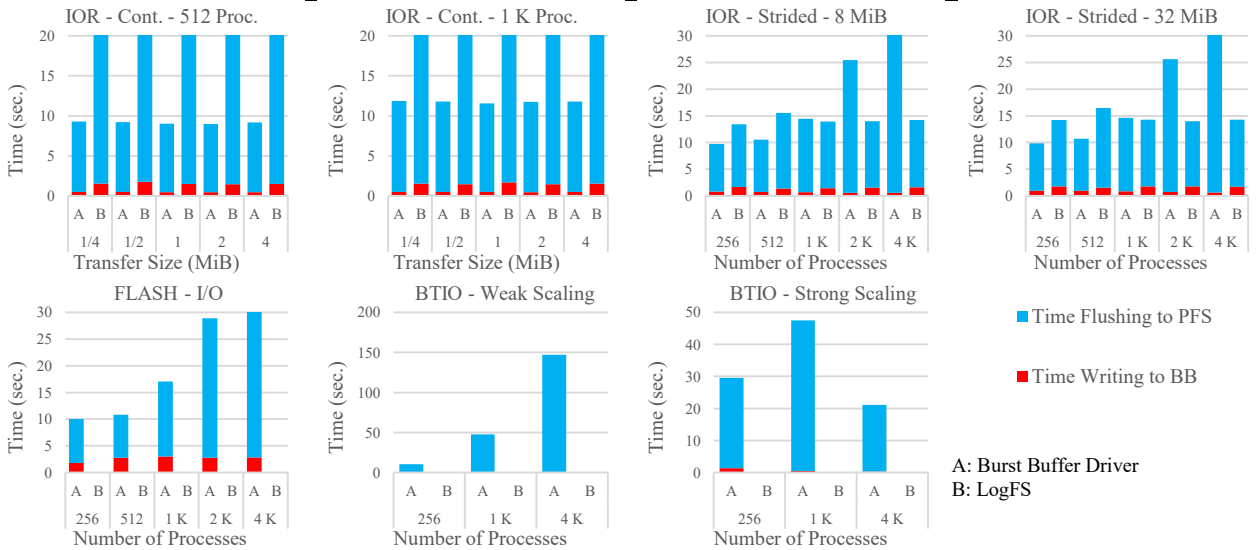 IOR - Cont. - 512 Proc.
20
15
10
5
0
Time (sec.)
A B A B A B A B A B
1/4 1/2 1 2 4
Transfer Size (MiB)
IOR - Cont. - 1 K Proc.
20
15
10
5
0
Time (sec.)
A B A B A B A B A B
1/4 1/2 1 2 4
Transfer Size (MiB)
IOR - Strided - 8 MiB
30
25
20
15
10
5
0
Time (sec.)
A B A B A B A B A B
256 512 1 K 2 K 4 K
Number of Processes
IOR - Strided - 32 MiB
30
25
20
15
10
5
0
Time (sec.)
A B A B A B A B A B
256 512 1 K 2 K 4 K
Number of Processes
FLASH - I/O
30
25
20
15
10
5
0
Time (sec.)
A B A B A B A B A B
256 512 1 K 2 K 4 K
Number of Processes
BTIO - Weak Scaling
200
150
100
50
0
Time (sec.)
A B A B A B
256 1 K 4 K
Number of Processes
BTIO - Strong Scaling
50
40
30
20
10
0
Time (sec.)
A B A B A B
256 1 K 4 K
Number of Processes
Time Flushing to PFS
Time Writing to BB
A: Burst Buffer Driver
B: LogFS